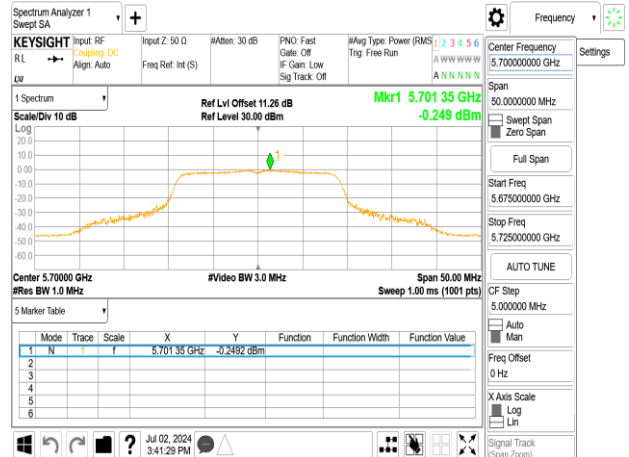 Spectrum Analyzer 1
Swept SA
Frequency
Settings
KEYSIGHT
RL
Input: RF
Coupling: DC
Align: Auto
Input Z: 50 Ω
Freq Ref: Int (S)
#Atten: 30 dB
PNO: Fast
Gate: Off
IF Gain: Low
Sig Track: Off
#Avg Type: Power (RMS
Trig: Free Run
1 2 3 4 5 6
A W W W W W
A N N N N N
1 Spectrum
Scale/Div 10 dB
Ref Lvl Offset 11.26 dB
Ref Level 30.00 dBm
Mkr1 5.701 35 GHz
-0.249 dBm
Log
20.0
10.0
0.00
-10.0
-20.0
-30.0
-40.0
-50.0
-60.0
1
Center 5.70000 GHz
#Res BW 1.0 MHz
#Video BW 3.0 MHz
Span 50.00 MHz
Sweep 1.00 ms (1001 pts)
5 Marker Table
Mode Trace Scale X Y Function Function Width Function Value
1 N 1 f 5.701 35 GHz -0.2492 dBm
2
3
4
5
6
Jul 02, 2024
3:41:29 PM
Center Frequency
5.700000000 GHz
Span
50.0000000 MHz
Swept Span
Zero Span
Full Span
Start Freq
5.675000000 GHz
Stop Freq
5.725000000 GHz
AUTO TUNE
CF Step
5.000000 MHz
Auto
Man
Freq Offset
0 Hz
X Axis Scale
Log
Lin
Signal Track
(Span Zoom)